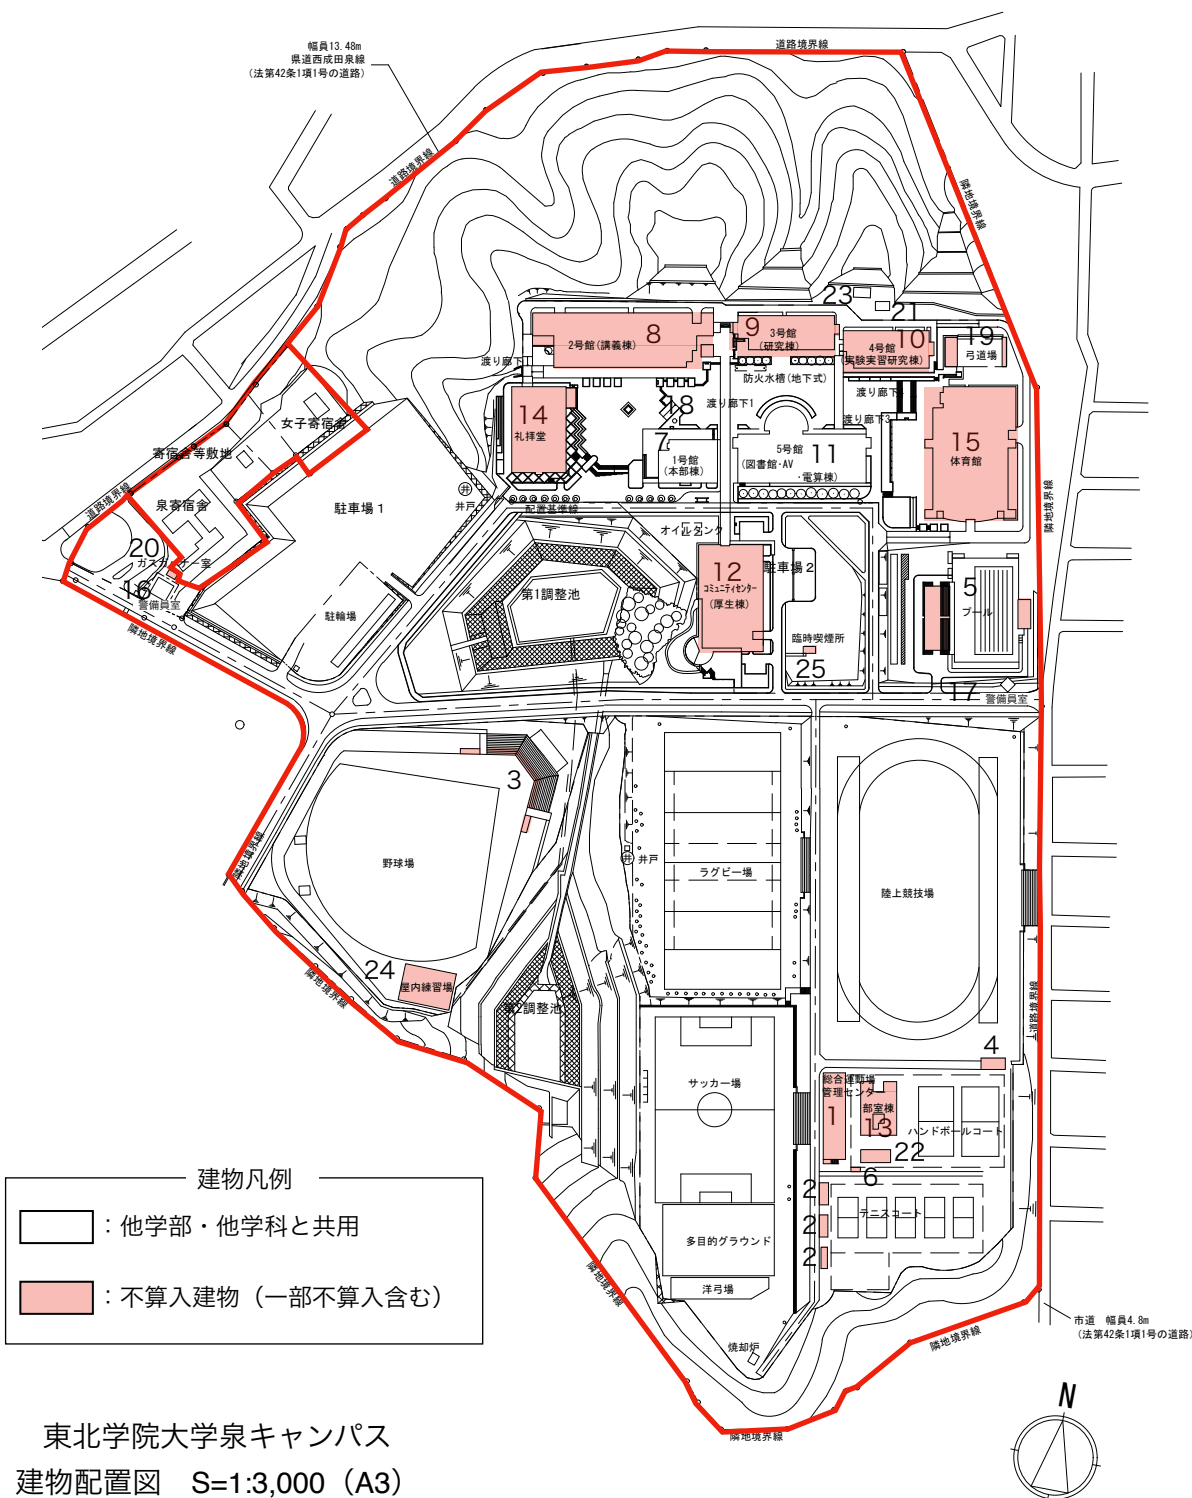 幅員13.48m
県道西成田泉線
(法第42条1項1号の道路)
道路境界線
道路境界線
隣地境界線
23
21
8
2号館(講義棟)
9
3号館
(研究棟)
10
4号館
(実験実習研究棟)
19
弓道場
渡り廊下
防火水槽(地下式)
渡り廊下
14
礼拝堂
18
渡り廊下1
渡り廊下3
7
1号館
(本部棟)
5号館
(図書館・AV
・電算棟)
11
15
体育館
女子寄宿舎
寄宿舎等敷地
道路境界線
泉寄宿舎
駐車場1
井
井戸
配置基準線
オイルタンク
隣地境界線
20
ガスガバナー室
16
警備員室
駐輪場
隣地境界線
第1調整池
12
コミュニティセンター
(厚生棟)
駐車場2
臨時喫煙所
25
5
プール
17
警備員室
3
野球場
隣地境界線
井 井戸
ラグビー場
陸上競技場
24
屋内練習場
隣地境界線
第2調整池
道路境界線
サッカー場
4
総合運動場
管理センター
1
部室棟
13
ハンドボールコート
22
6
2
2
2
テニスコート
多目的グラウンド
洋弓場
隣地境界線
焼却炉
隣地境界線
隣地境界線
市道 幅員4.8m
(法第42条1項1号の道路)
建物凡例
：他学部・他学科と共用
：不算入建物（一部不算入含む）
N
東北学院大学泉キャンパス
建物配置図 S=1:3,000（A3）